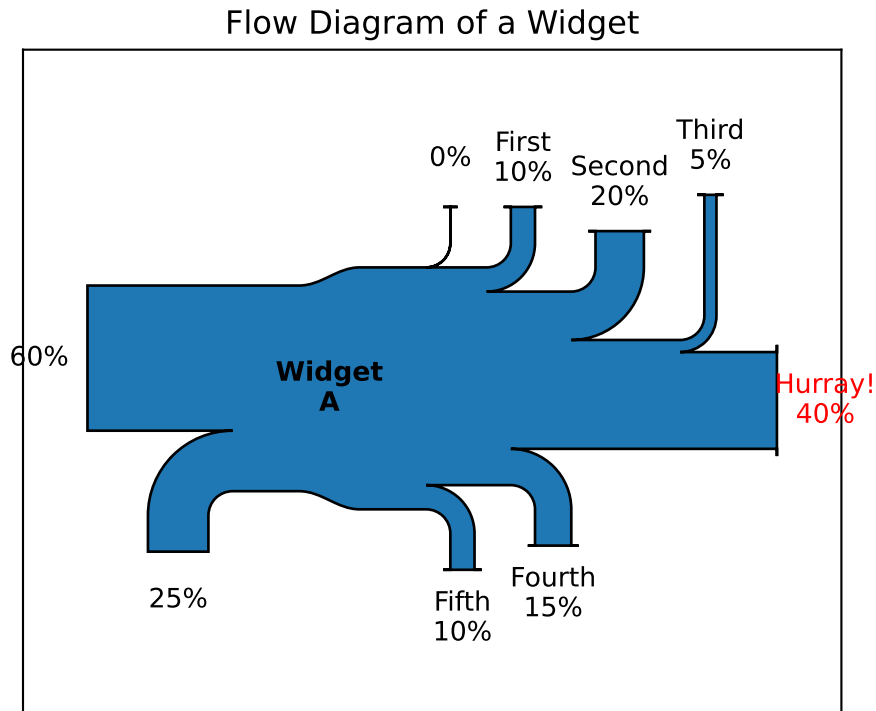 Flow Diagram of a Widget
Third
5%
First
10%
0%
Second
20%
60%
Widget
A
Hurray!
40%
25%
Fourth
15%
Fifth
10%